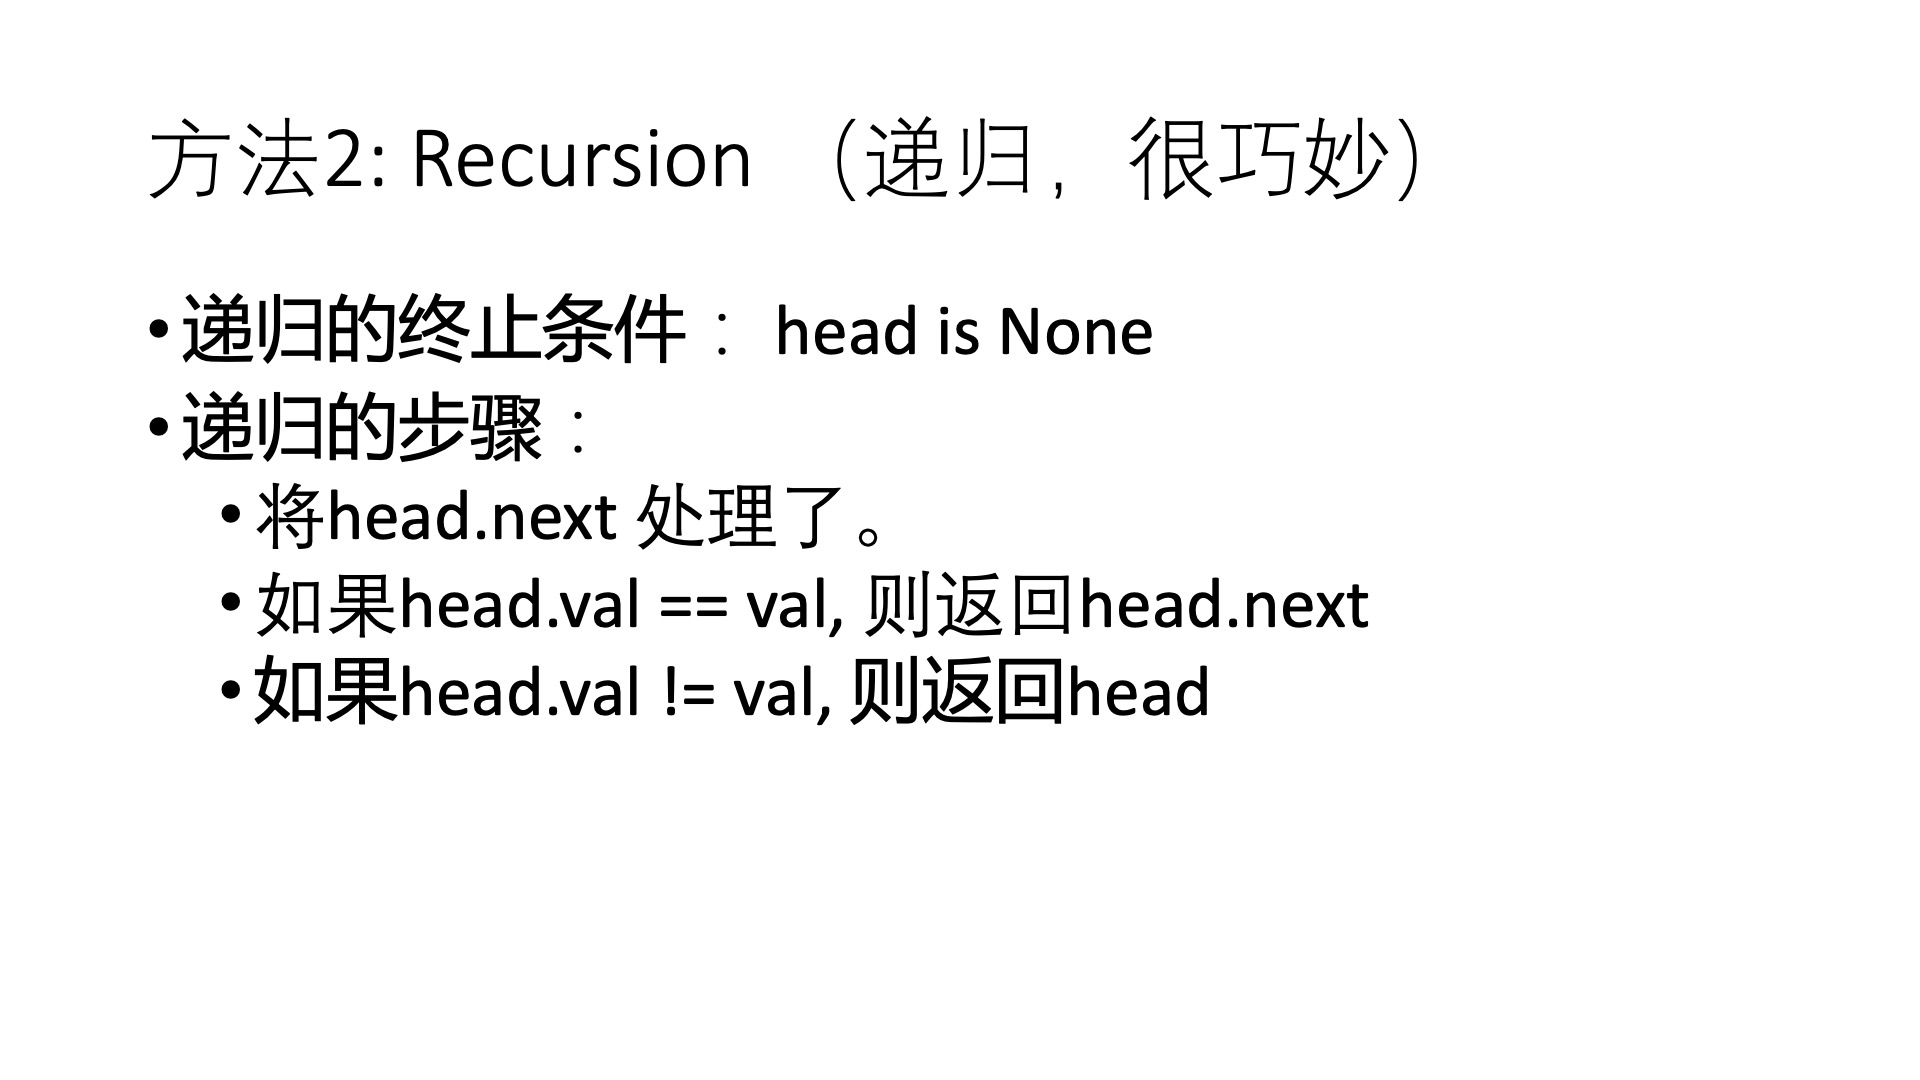 方法2: Recursion （递归，很巧妙）
•递归的终止条件：head is None
•递归的步骤：
•将head.next 处理了。
•如果head.val == val, 则返回head.next
•如果head.val != val, 则返回head